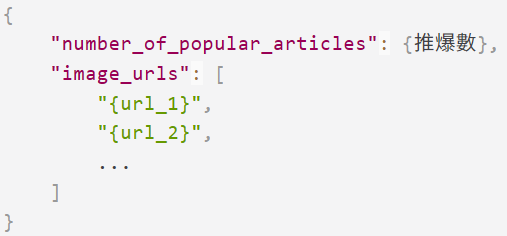 {
    "number_of_popular_articles": {推爆數},
    "image_urls": [
        "{url_1}",
        "{url_2}",
        ...
    ]
}